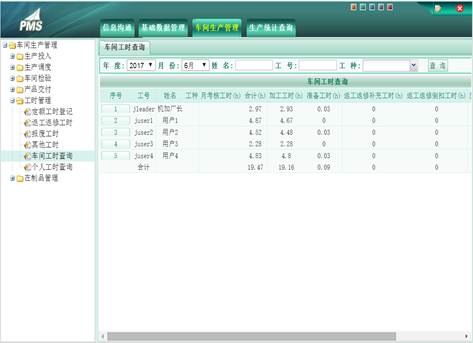 PMS
信息沟通 基础数据管理 车间生产管理 生产统计查询
车间生产管理
生产投入
生产调度
车间检验
产品交付
工时管理
定额工时登记
返工返修工时
报废工时
其他工时
车间工时查询
个人工时查询
在制品管理
车间工时查询
年 度: 2017 月 份: 6月 姓 名: 工 号: 工 种: 查 询
车间工时查询
序号 工号 姓名 工种 月考核工时(h) 合计(h) 加工工时(h) 准备工时(h) 返工返修补充工时(h) 返工返修倒扣工时(h)
1 jleader 机加厂长 2.97 2.93 0.03 0 0
2 juser1 用户1 4.87 4.67 0 0 0
3 juser2 用户2 4.52 4.48 0.03 0 0
4 juser3 用户3 2.28 2.28 0 0 0
5 juser4 用户4 4.83 4.8 0.03 0 0
合计 19.47 19.16 0.09 0 0